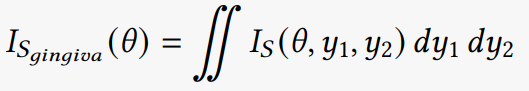 I_{S_{gingiva}}(θ) = ∬ I_S(θ, y_1, y_2) dy_1 dy_2